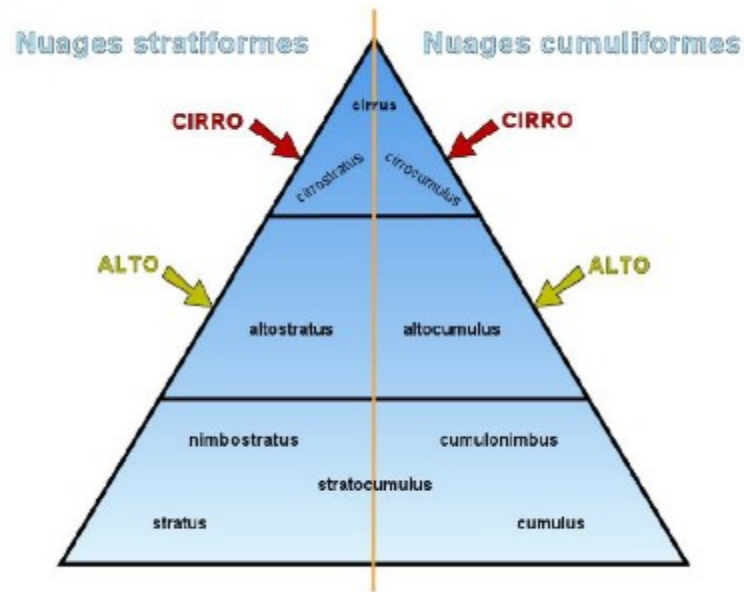 Nuages stratiformes
Nuages cumuliformes
cirrus
CIRRO
CIRRO
cirrostratus
cirrocumulus
ALTO
ALTO
altostratus
altocumulus
nimbostratus
cumulonimbus
stratocumulus
stratus
cumulus